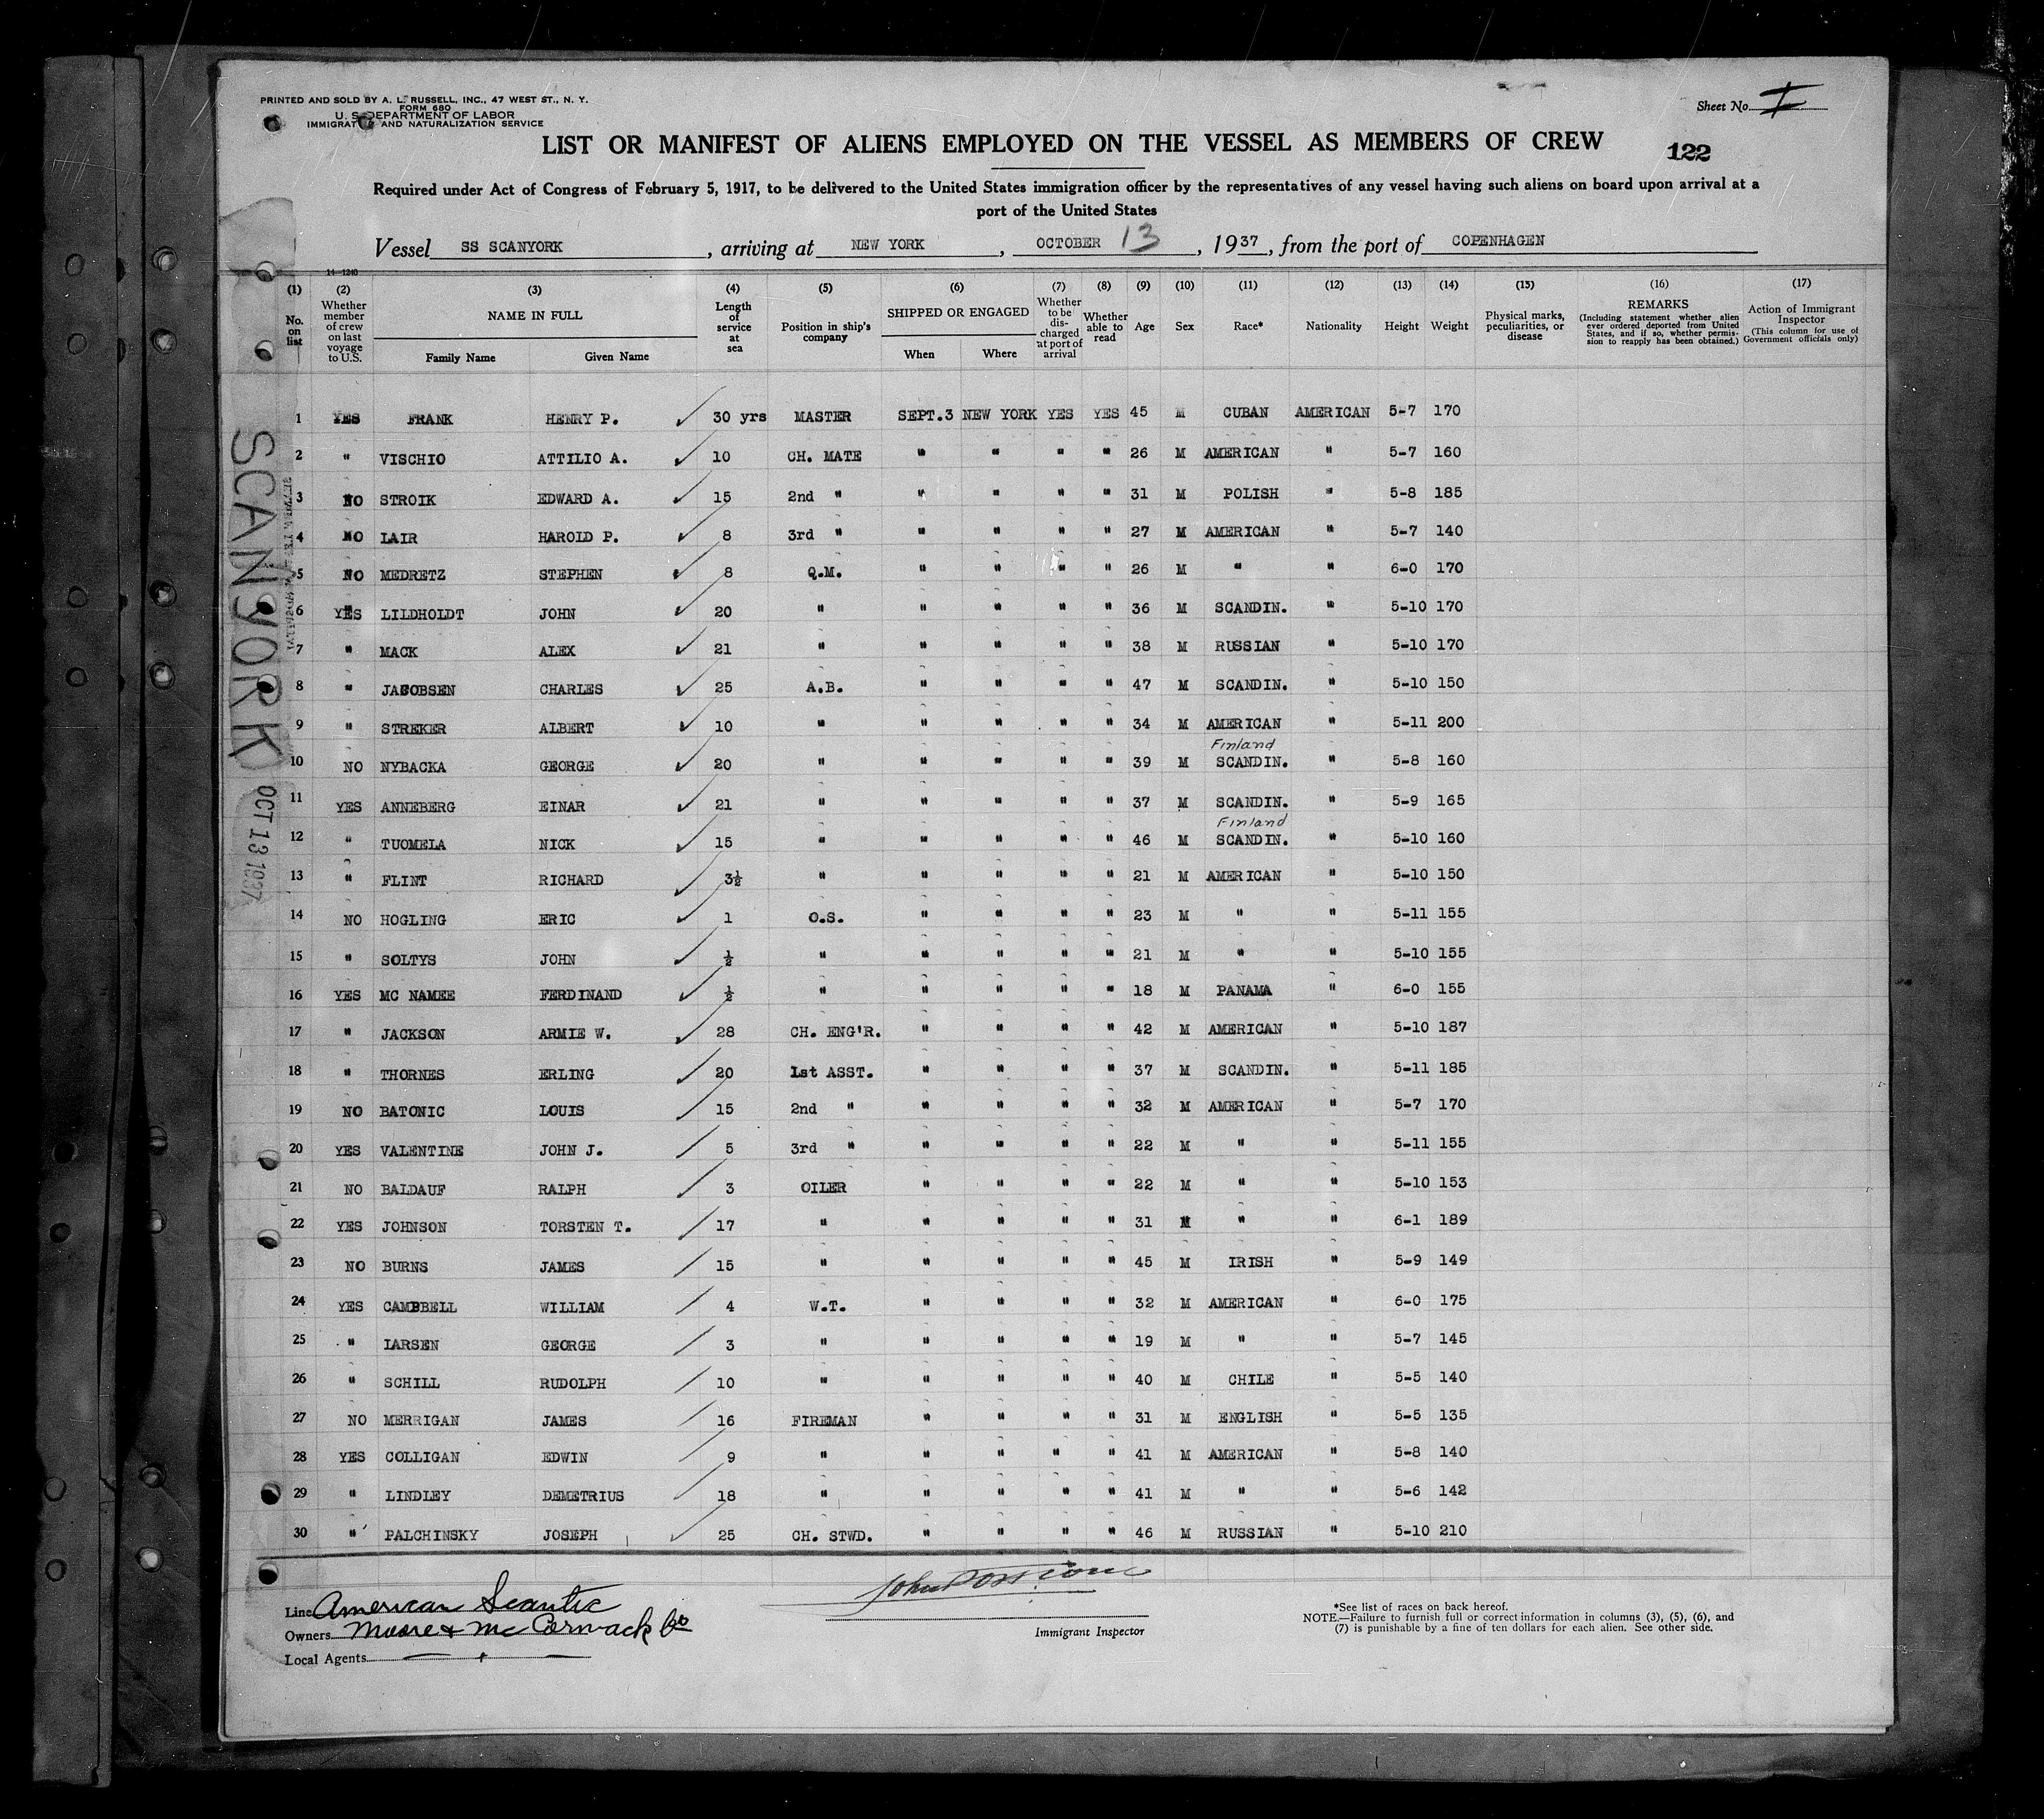 PRINTED AND SOLD BY A. L. RUSSELL, INC., 47 WEST ST., N. Y.
FORM 680
U. S. DEPARTMENT OF LABOR
IMMIGRATION AND NATURALIZATION SERVICE
Sheet No. I
LIST OR MANIFEST OF ALIENS EMPLOYED ON THE VESSEL AS MEMBERS OF CREW
122
Required under Act of Congress of February 5, 1917, to be delivered to the United States immigration officer by the representatives of any vessel having such aliens on board upon arrival at a
port of the United States
Vessel SS SCANYORK , arriving at NEW YORK , OCTOBER 13 , 1937 , from the port of COPENHAGEN
14-1240
(1) No. on list (2) Whether member of crew on last voyage to U.S. (3) NAME IN FULL Family Name Given Name (4) Length of service at sea (5) Position in ship's company (6) SHIPPED OR ENGAGED When Where (7) Whether to be discharged at port of arrival (8) Whether able to read (9) Age (10) Sex (11) Race* (12) Nationality (13) Height (14) Weight (15) Physical marks, peculiarities, or disease (16) REMARKS (Including statement whether alien ever ordered deported from United States, and if so, whether permission to reapply has been obtained.) (17) Action of Immigrant Inspector (This column for use of Government officials only)
1 YES FRANK HENRY P. 30 yrs MASTER SEPT.3 NEW YORK YES YES 45 M CUBAN AMERICAN 5-7 170
2 " VISCHIO ATTILIO A. 10 CH. MATE " " " " 26 M AMERICAN " 5-7 160
3 NO STROIK EDWARD A. 15 2nd " " " " " 31 M POLISH " 5-8 185
4 NO LAIR HAROLD P. 8 3rd " " " " " 27 M AMERICAN " 5-7 140
5 NO MEDRETZ STEPHEN 8 Q.M. " " " " 26 M " " 6-0 170
6 YES LILDHOLDT JOHN 20 " " " " " 36 M SCANDIN. " 5-10 170
7 " MACK ALEX 21 " " " " " 38 M RUSSIAN " 5-10 170
8 " JACOBSEN CHARLES 25 A.B. " " " " 47 M SCANDIN. " 5-10 150
9 " STREKER ALBERT 10 " " " " " 34 M AMERICAN " 5-11 200
Finland
10 NO NYBACKA GEORGE 20 " " " " " 39 M SCANDIN. " 5-8 160
11 YES ANNEBERG EINAR 21 " " " " " 37 M SCANDIN. " 5-9 165
Finland
12 " TUOMELA NICK 15 " " " " " 46 M SCANDIN. " 5-10 160
13 " FLINT RICHARD 3½ " " " " " 21 M AMERICAN " 5-10 150
14 NO HOGLING ERIC 1 O.S. " " " " 23 M " " 5-11 155
15 " SOLTYS JOHN ½ " " " " " 21 M " " 5-10 155
16 YES MC NAMEE FERDINAND ½ " " " " " 18 M PANAMA " 6-0 155
17 " JACKSON ARMIE W. 28 CH. ENG'R. " " " " 42 M AMERICAN " 5-10 187
18 " THORNES ERLING 20 1st ASST. " " " " 37 M SCANDIN. " 5-11 185
19 NO BATONIC LOUIS 15 2nd " " " " " 32 M AMERICAN " 5-7 170
20 YES VALENTINE JOHN J. 5 3rd " " " " " 22 M " " 5-11 155
21 NO BALDAUF RALPH 3 OILER " " " " 22 M " " 5-10 153
22 YES JOHNSON TORSTEN T. 17 " " " " " 31 M " " 6-1 189
23 NO BURNS JAMES 15 " " " " " 45 M IRISH " 5-9 149
24 YES CAMPBELL WILLIAM 4 W.T. " " " " 32 M AMERICAN " 6-0 175
25 " LARSEN GEORGE 3 " " " " " 19 M " " 5-7 145
26 " SCHILL RUDOLPH 10 " " " " " 40 M CHILE " 5-5 140
27 NO MERRIGAN JAMES 16 FIREMAN " " " " 31 M ENGLISH " 5-5 135
28 YES COLLIGAN EDWIN 9 " " " " " 41 M AMERICAN " 5-8 140
29 " LINDLEY DEMETRIUS 18 " " " " " 41 M " " 5-6 142
30 " PALCHINSKY JOSEPH 25 CH. STWD. " " " " 46 M RUSSIAN " 5-10 210
SCANYORK OCT 13 1937
Line American Scantic
Owners Moore & Mc Cormack Co
Local Agents
Immigrant Inspector
*See list of races on back hereof.
NOTE.—Failure to furnish full or correct information in columns (3), (5), (6), and
(7) is punishable by a fine of ten dollars for each alien. See other side.